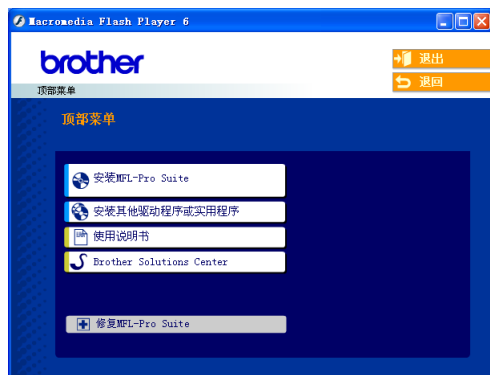 Macromedia Flash Player 6
brother
退出
退回
顶部菜单
顶部菜单
安装MFL-Pro Suite
安装其他驱动程序或实用程序
使用说明书
Brother Solutions Center
修复MFL-Pro Suite